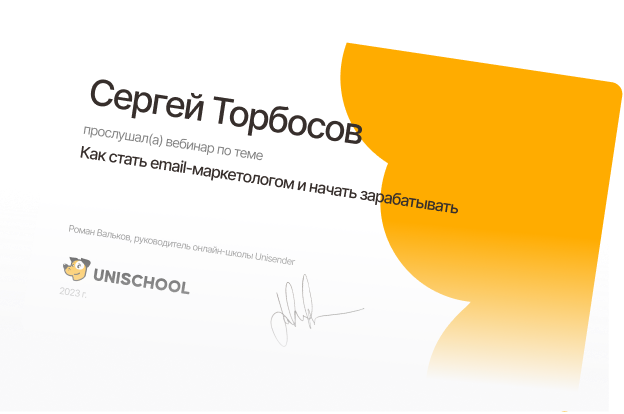 Сергей Торбосов
прослушал(а) вебинар по теме
Как стать email-маркетологом и начать зарабатывать
Роман Вальков, руководитель онлайн-школы Unisender
UNISCHOOL
2023 г.